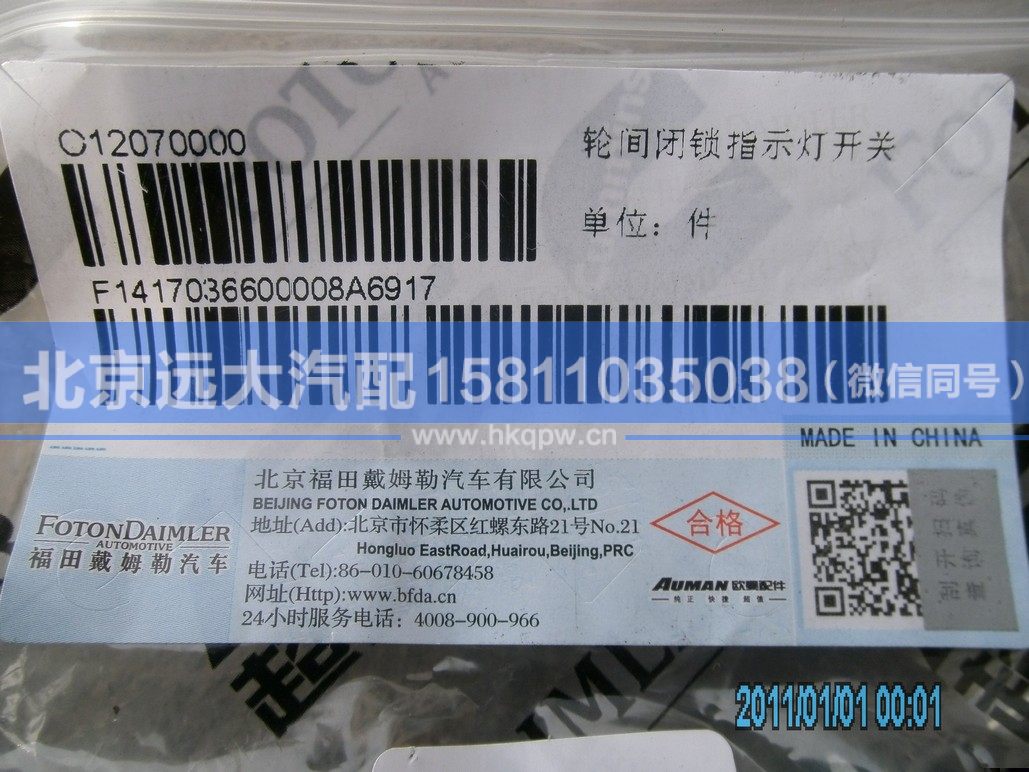 C12070000
轮间闭锁指示灯开关
单位：件
F1417036600008A6917
北京远大汽配 15811035038（微信同号）
www.hkqpw.cn
MADE IN CHINA
FOTONDAIMLER
AUTOMOTIVE
福田戴姆勒汽车
北京福田戴姆勒汽车有限公司
BEIJING FOTON DAIMLER AUTOMOTIVE CO,.LTD
地址(Add):北京市怀柔区红螺东路21号No.21
Hongluo EastRoad,Huairou,Beijing,PRC
电话(Tel):86-010-60678458
网址(Http):www.bfda.cn
24小时服务电话：4008-900-966
合格
AUMAN 欧曼配件
纯正 快捷 超值
2011/01/01 00:01